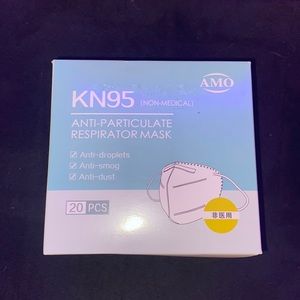 AMO
KN95 (NON-MEDICAL)
ANTI-PARTICULATE
RESPIRATOR MASK
Anti-droplets
Anti-smog
Anti-dust
20 PCS
非医用